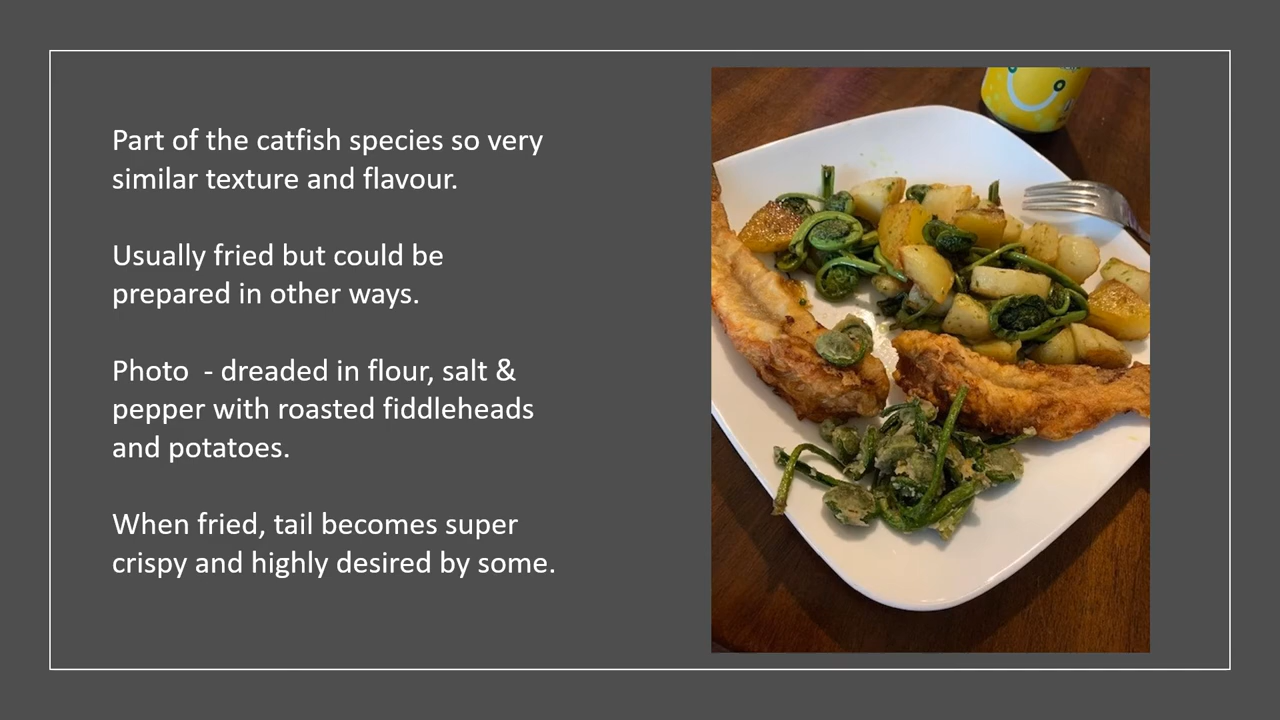 Part of the catfish species so very
similar texture and flavour.
Usually fried but could be
prepared in other ways.
Photo  - dreaded in flour, salt &
pepper with roasted fiddleheads
and potatoes.
When fried, tail becomes super
crispy and highly desired by some.